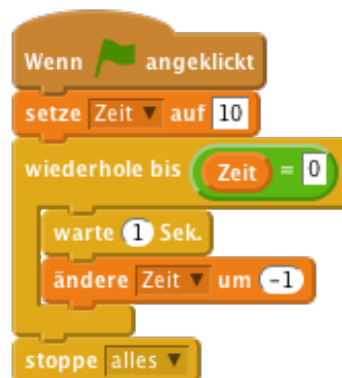 Wenn angeklickt
setze Zeit auf 10
wiederhole bis Zeit = 0
warte 1 Sek.
ändere Zeit um -1
stoppe alles